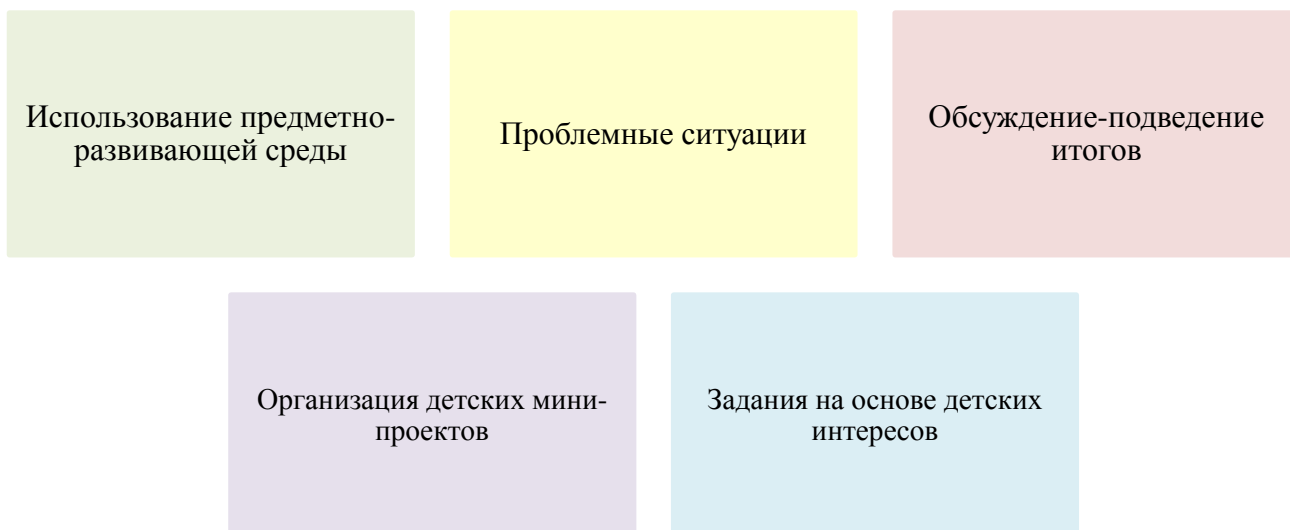 Использование предметно-
развивающей среды
Проблемные ситуации
Обсуждение-подведение
итогов
Организация детских мини-
проектов
Задания на основе детских
интересов